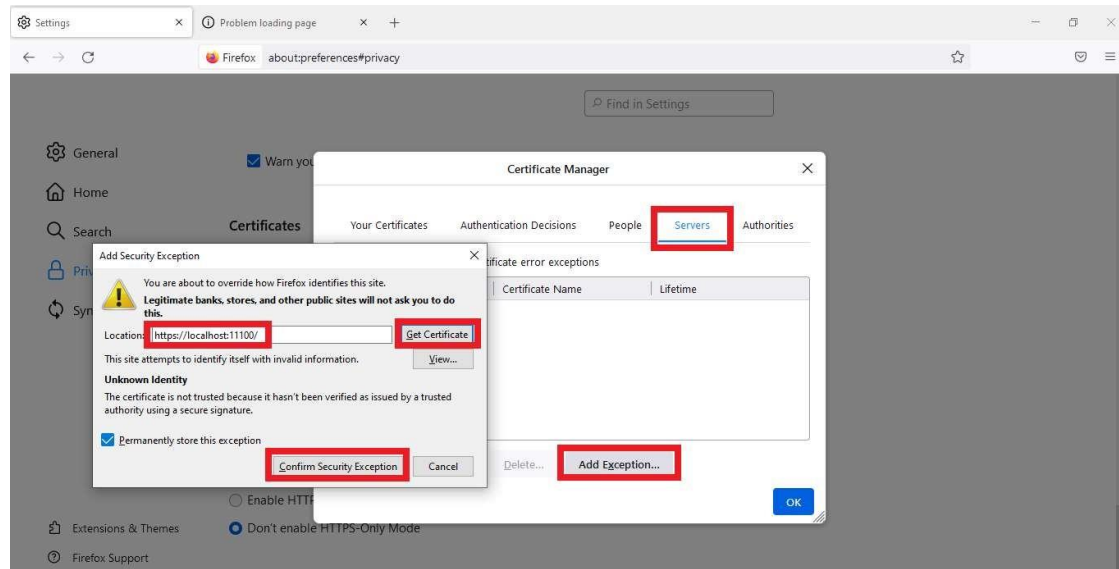 Settings
Problem loading page
Firefox about:preferences#privacy
Find in Settings
General
Home
Search
Priv
Syn
Extensions & Themes
Firefox Support
Warn you
Certificates
Enable HTTP
Don't enable HTTPS-Only Mode
Certificate Manager
Your Certificates Authentication Decisions People Servers Authorities
tificate error exceptions
Certificate Name Lifetime
Delete... Add Exception...
OK
Add Security Exception
You are about to override how Firefox identifies this site.
Legitimate banks, stores, and other public sites will not ask you to do
this.
Location: https://localhost:11100/ Get Certificate
This site attempts to identify itself with invalid information. View...
Unknown Identity
The certificate is not trusted because it hasn't been verified as issued by a trusted
authority using a secure signature.
Permanently store this exception
Confirm Security Exception Cancel